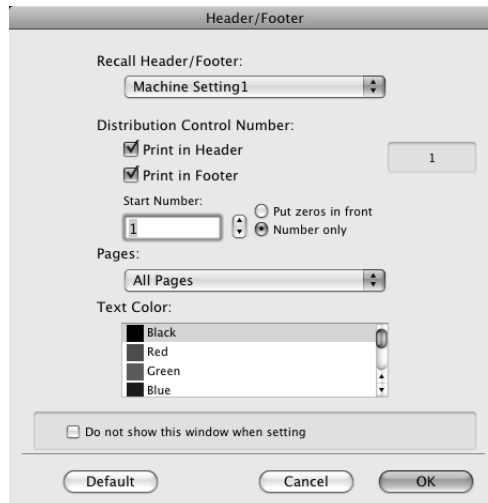 Header/Footer
Recall Header/Footer:
Machine Setting1
Distribution Control Number:
Print in Header
1
Print in Footer
Start Number:
Put zeros in front
1
Number only
Pages:
All Pages
Text Color:
Black
Red
Green
Blue
Do not show this window when setting
Default Cancel OK